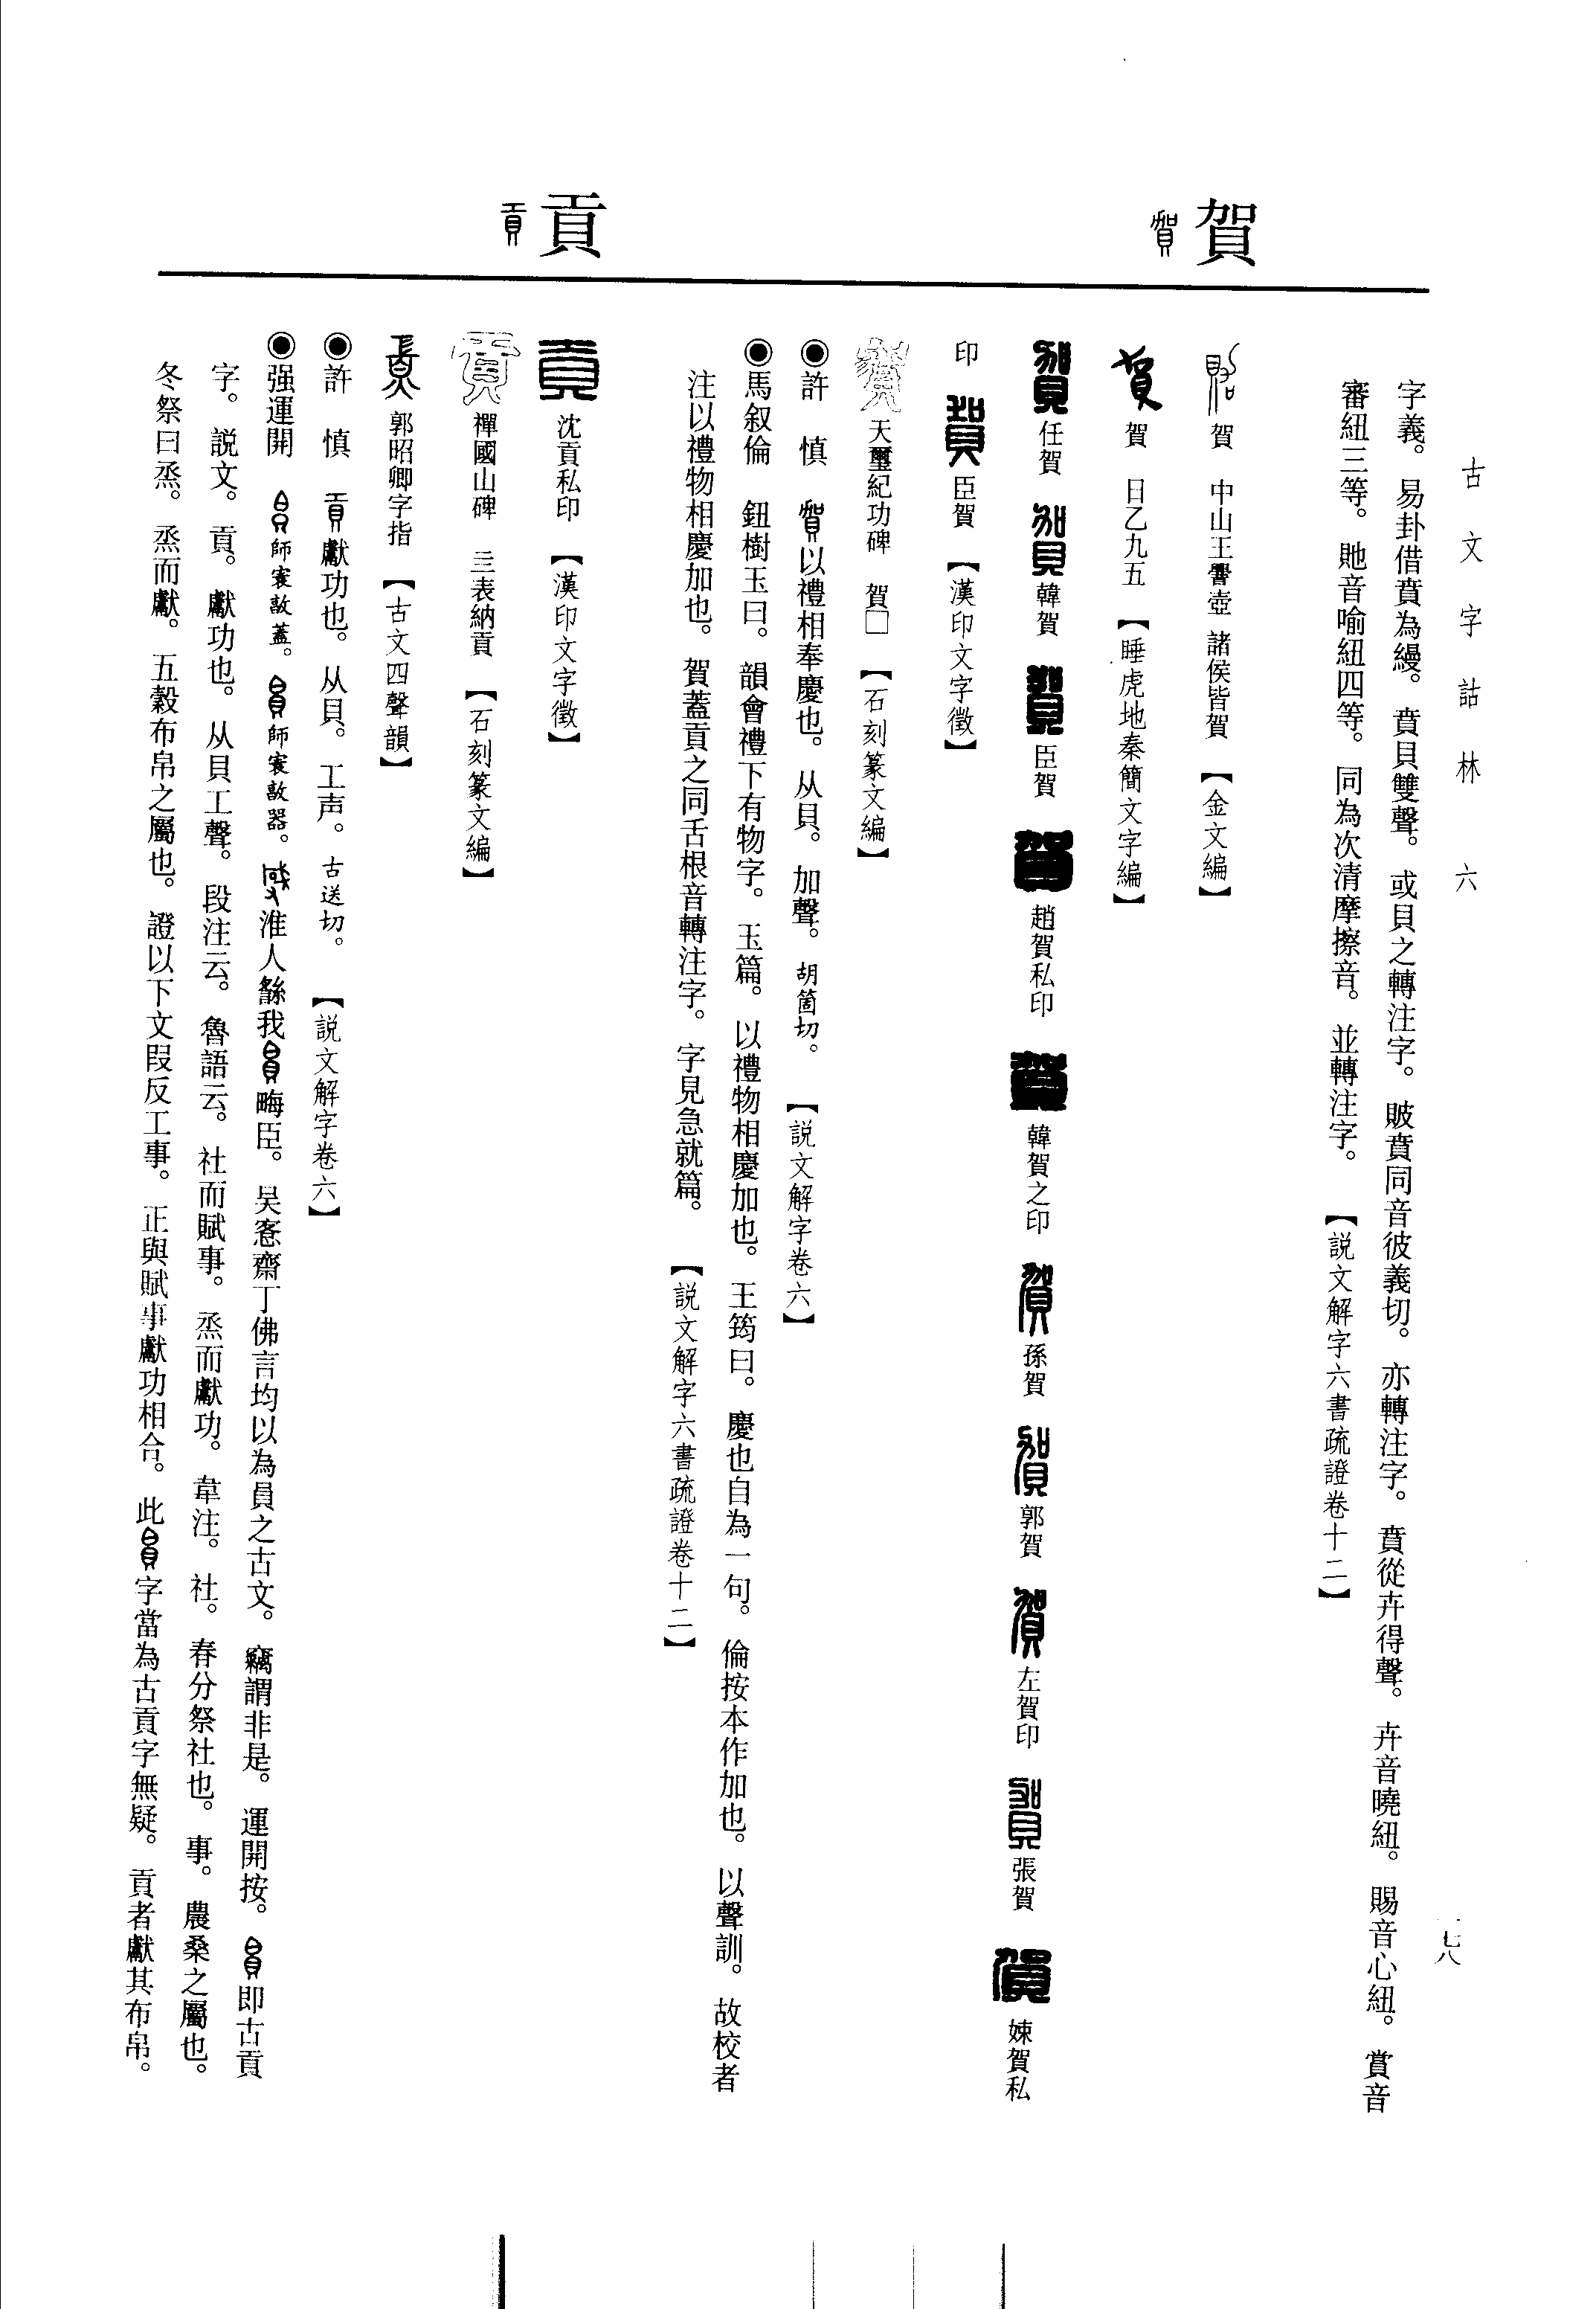 古文字詁林 六
一七八
賀
貢
字義。易卦借賁為縵。賁貝雙聲。或貝之轉注字。貱賁同音彼義切。亦轉注字。賁從卉得聲。卉音曉紐。賜音心紐。賞音
審紐三等。貤音喻紐四等。同為次清摩擦音。並轉注字。【説文解字六書疏證卷十二】
賀 中山王𰯼壺 諸侯皆賀 【金文編】
賀 日乙九五 【睡虎地秦簡文字編】
任賀 韓賀 臣賀 趙賀私印 韓賀之印 孫賀 郭賀 左賀印 張賀 妺賀私
印 臣賀 【漢印文字徵】
天璽紀功碑 賀□ 【石刻篆文編】
◉許 慎 以禮相奉慶也。从貝。加聲。胡箇切。 【説文解字卷六】
◉馬叙倫 鈕樹玉曰。韻會禮下有物字。玉篇。以禮物相慶加也。王筠曰。慶也自為一句。倫按本作加也。以聲訓。故校者
注以禮物相慶加也。賀蓋貢之同舌根音轉注字。字見急就篇。 【説文解字六書疏證卷十二】
沈貢私印 【漢印文字徵】
禪國山碑 三表納貢 【石刻篆文編】
郭昭卿字指 【古文四聲韻】
◉許 慎 獻功也。从貝。工声。古送切。 【説文解字卷六】
◉强運開 師㝨敦蓋。師㝨敦器。淮人繇我畮臣。吴愙齋丁佛言均以為員之古文。竊謂非是。運開按。即古貢
字。説文。貢。獻功也。从貝工聲。段注云。魯語云。社而賦事。烝而獻功。韋注。社。春分祭社也。事。農桑之屬也。
冬祭曰烝。烝而獻。五穀布帛之屬也。證以下文叚反工事。正與賦事獻功相合。此字當為古貢字無疑。貢者獻其布帛。